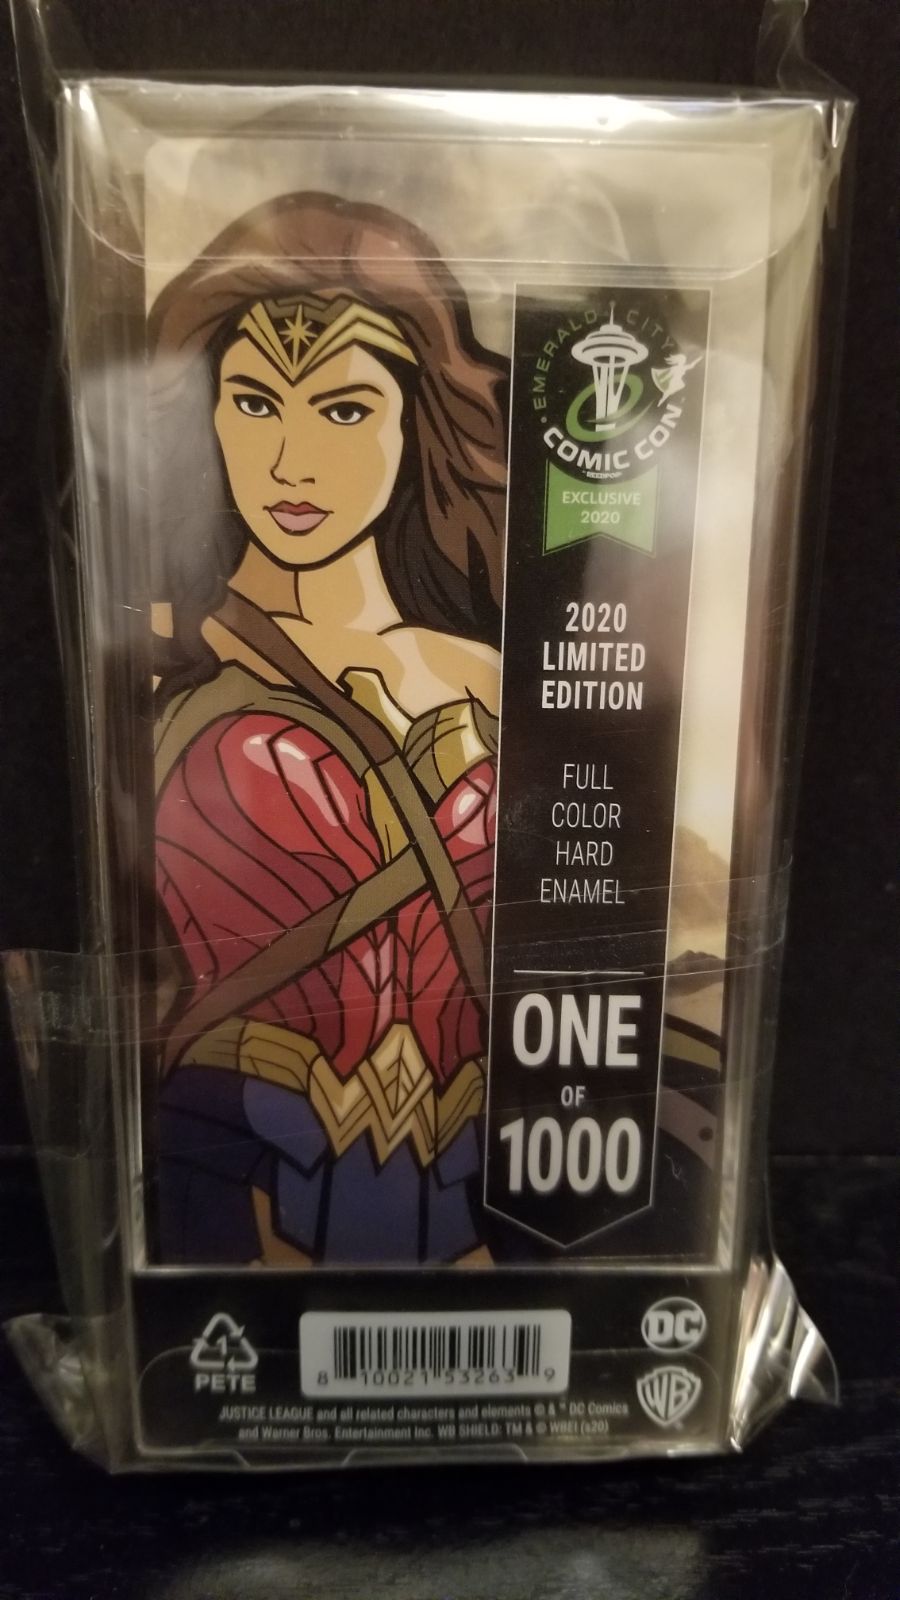 EMERALD CITY
COMIC CON
REEDPOP
EXCLUSIVE
2020
2020
LIMITED
EDITION
FULL
COLOR
HARD
ENAMEL
ONE
OF
1000
1
PETE
8 10021 53263 9
DC
WB
JUSTICE LEAGUE and all related characters and elements © & ™ DC Comics
and Warner Bros. Entertainment Inc. WB SHIELD: TM & © WBEI (s20)